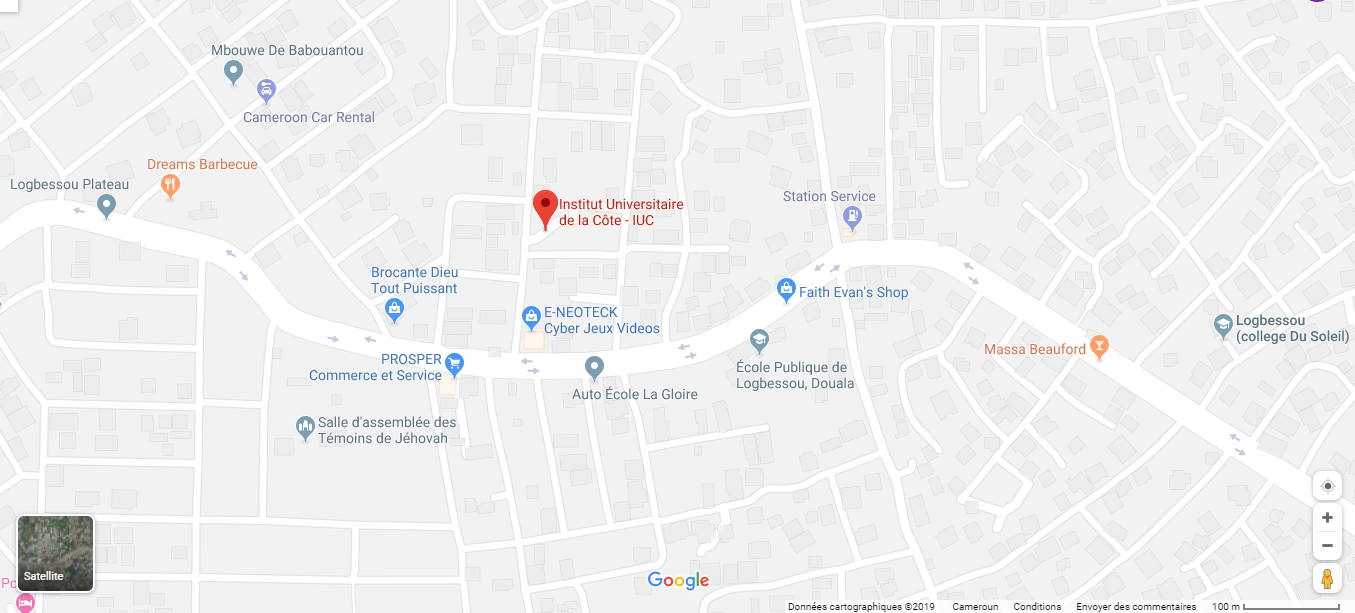 Mbouwe De Babouantou
Cameroon Car Rental
Dreams Barbecue
Logbessou Plateau
Institut Universitaire
de la Côte - IUC
Station Service
Brocante Dieu
Tout Puissant
Faith Evan's Shop
E-NEOTECK
Cyber Jeux Videos
Logbessou
(college Du Soleil)
Massa Beauford
PROSPER
Commerce et Service
École Publique de
Logbessou, Douala
Auto École La Gloire
Salle d'assemblée des
Témoins de Jéhovah
Satellite
Po
Google
Données cartographiques ©2019 Cameroun Conditions Envoyer des commentaires 100 m